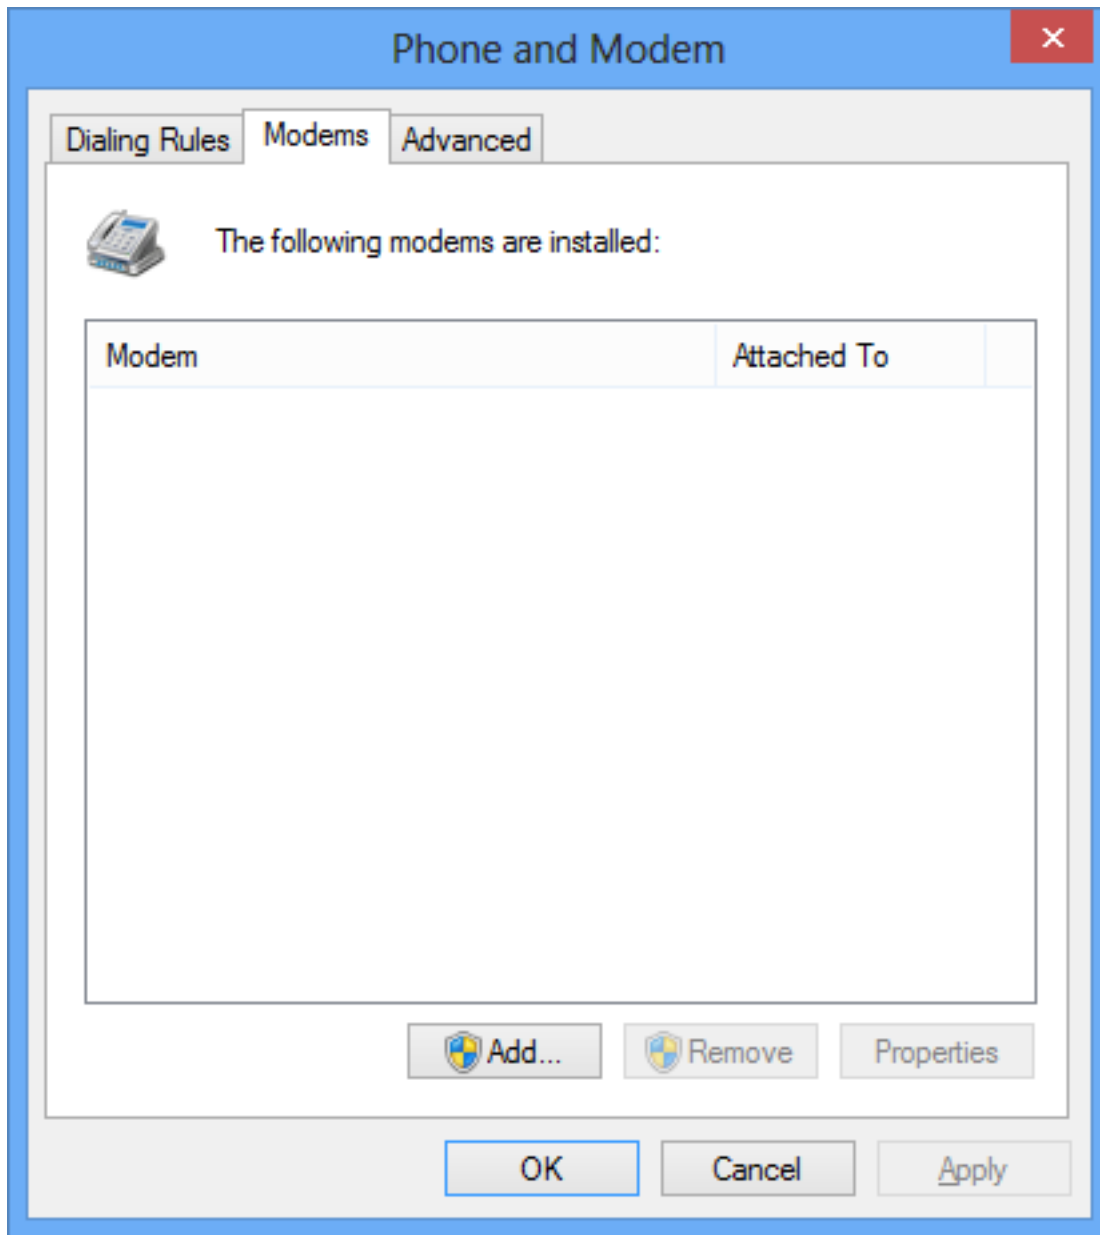 Phone and Modem
Dialing Rules Modems Advanced
The following modems are installed:
Modem Attached To
Add... Remove Properties
OK Cancel Apply